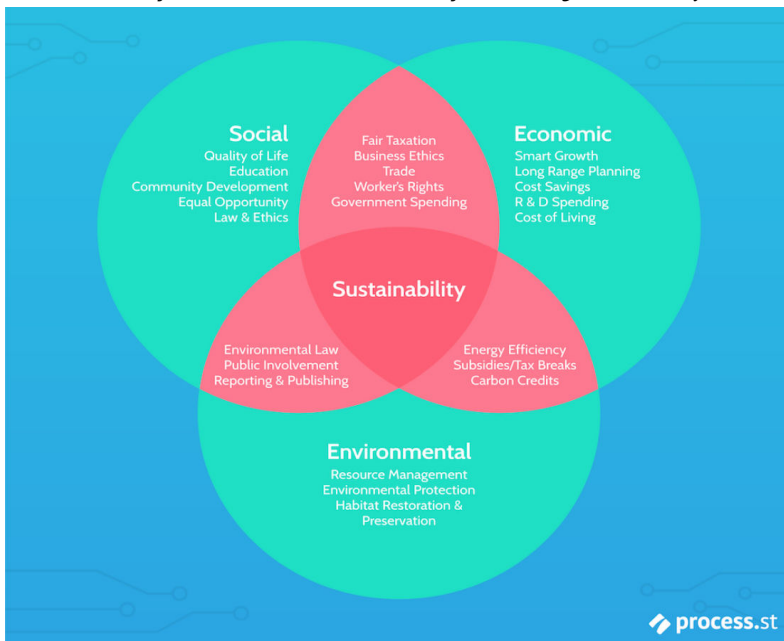 Social
Quality of Life
Education
Community Development
Equal Opportunity
Law & Ethics
Fair Taxation
Business Ethics
Trade
Worker's Rights
Government Spending
Economic
Smart Growth
Long Range Planning
Cost Savings
R & D Spending
Cost of Living
Sustainability
Environmental Law
Public Involvement
Reporting & Publishing
Energy Efficiency
Subsidies/Tax Breaks
Carbon Credits
Environmental
Resource Management
Environmental Protection
Habitat Restoration &
Preservation
process.st